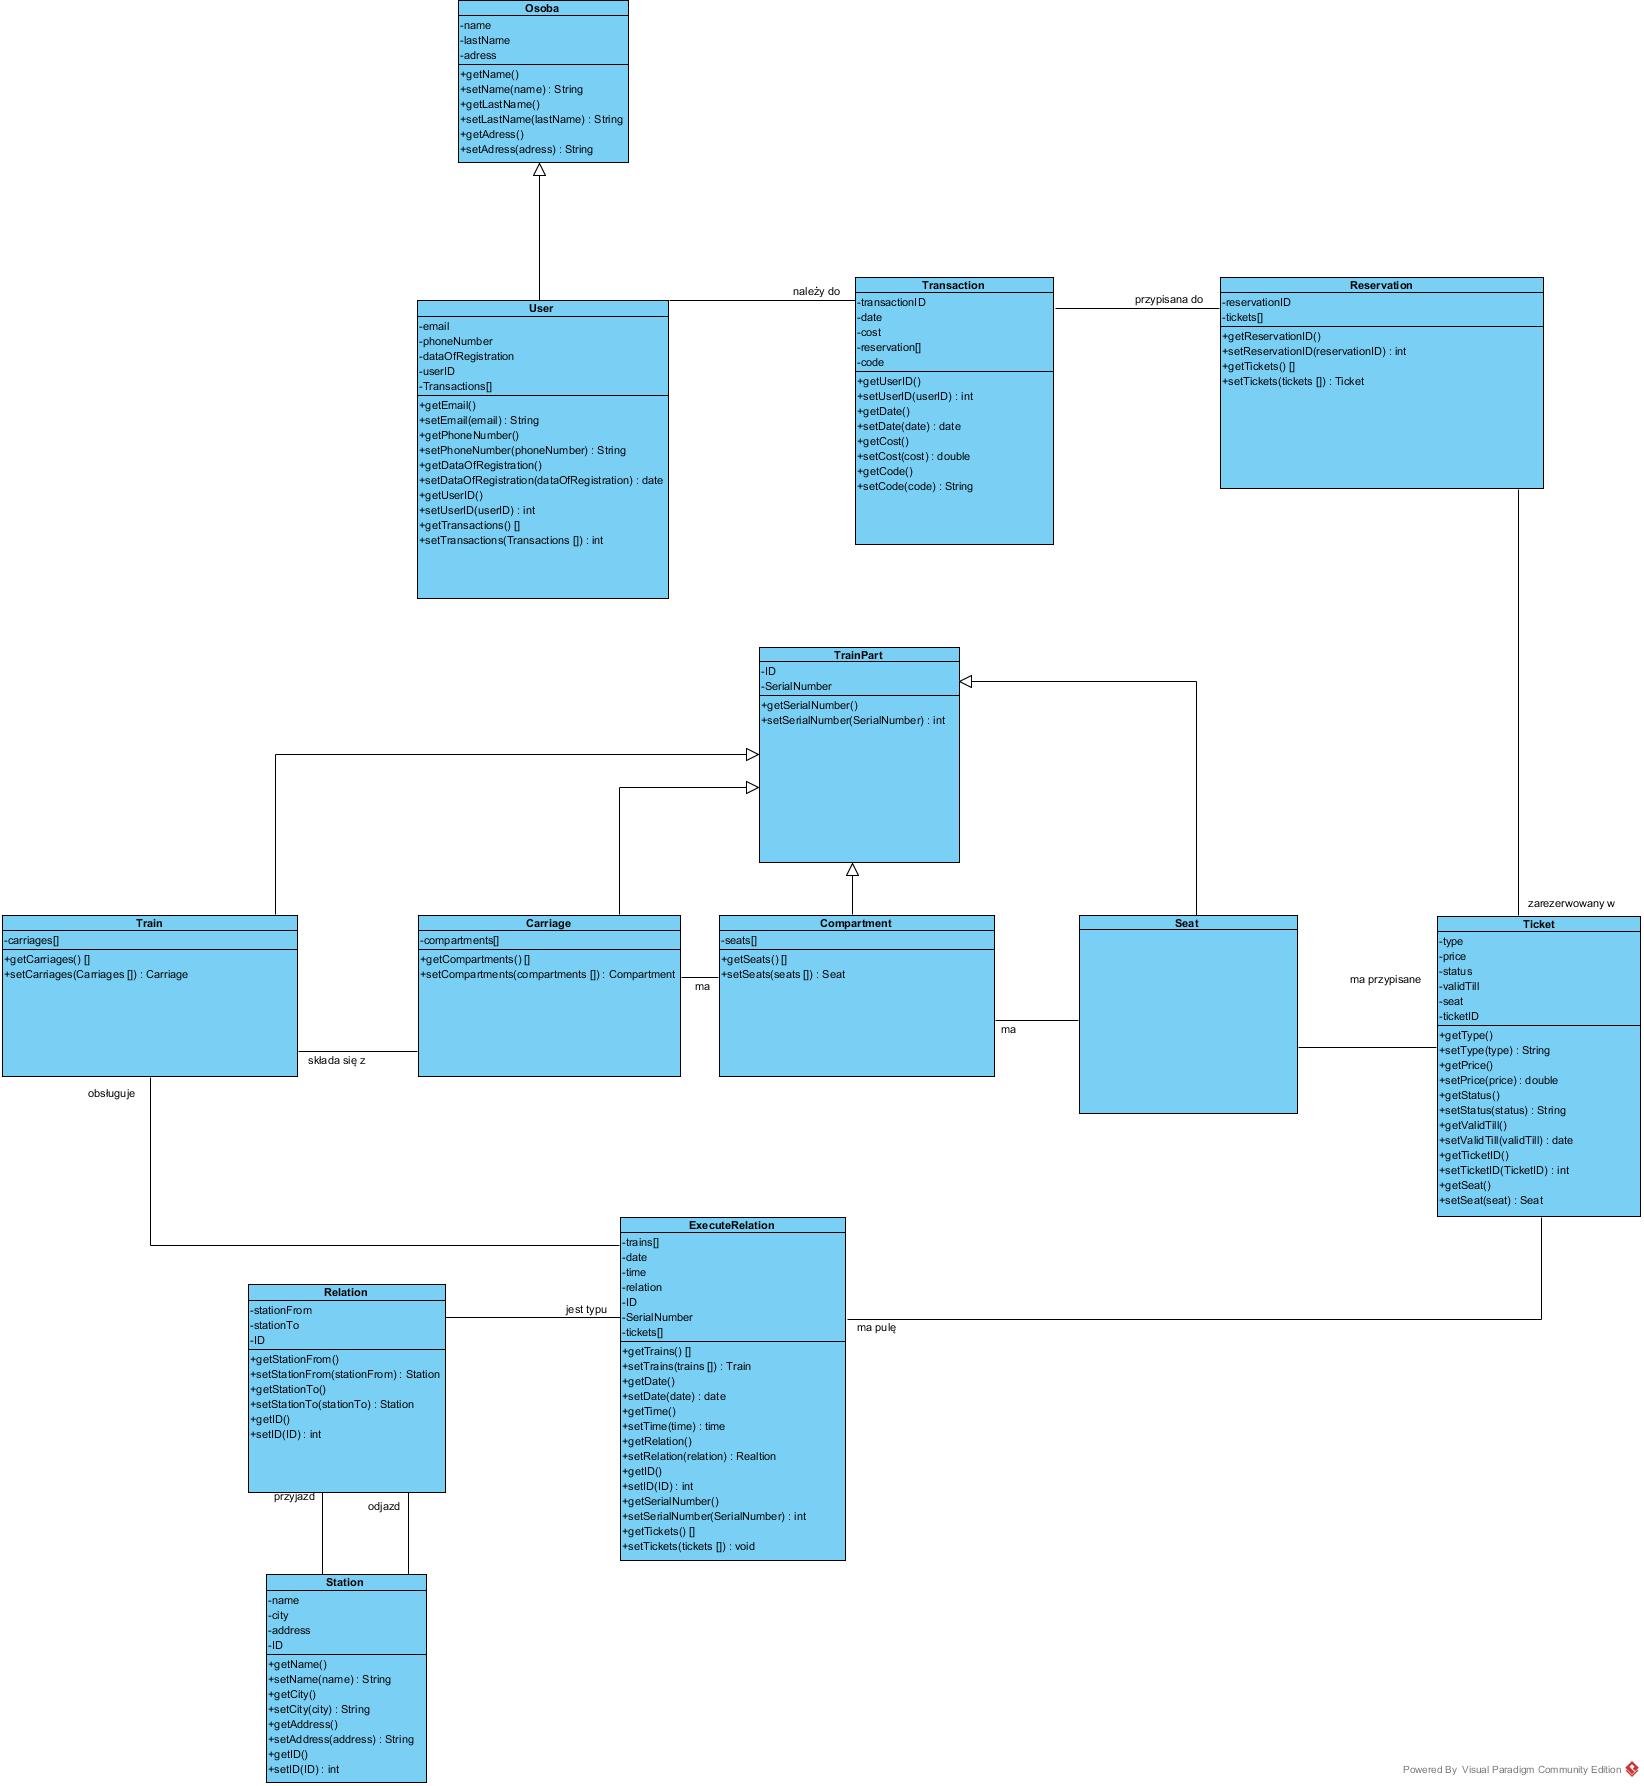 Osoba
-name
-lastName
-adress
+getName()
+setName(name) : String
+getLastName()
+setLastName(lastName) : String
+getAdress()
+setAdress(adress) : String
należy do
User
-email
-phoneNumber
-dataOfRegistration
-userID
-Transactions[]
+getEmail()
+setEmail(email) : String
+getPhoneNumber()
+setPhoneNumber(phoneNumber) : String
+getDataOfRegistration()
+setDataOfRegistration(dataOfRegistration) : date
+getUserID()
+setUserID(userID) : int
+getTransactions() []
+setTransactions(Transactions []) : int
Transaction
-transactionID
-date
-cost
-reservation[]
-code
+getUserID()
+setUserID(userID) : int
+getDate()
+setDate(date) : date
+getCost()
+setCost(cost) : double
+getCode()
+setCode(code) : String
przypisana do
Reservation
-reservationID
-tickets[]
+getReservationID()
+setReservationID(reservationID) : int
+getTickets() []
+setTickets(tickets []) : Ticket
TrainPart
-ID
-SerialNumber
+getSerialNumber()
+setSerialNumber(SerialNumber) : int
Train
-carriages[]
+getCarriages() []
+setCarriages(Carriages []) : Carriage
składa się z
obsługuje
Carriage
-compartments[]
+getCompartments() []
+setCompartments(compartments []) : Compartment
ma
Compartment
-seats[]
+getSeats() []
+setSeats(seats []) : Seat
ma
Seat
ma przypisane
zarezerwowany w
Ticket
-type
-price
-status
-validTill
-seat
-ticketID
+getType()
+setType(type) : String
+getPrice()
+setPrice(price) : double
+getStatus()
+setStatus(status) : String
+getValidTill()
+setValidTill(validTill) : date
+getTicketID()
+setTicketID(TicketID) : int
+getSeat()
+setSeat(seat) : Seat
ExecuteRelation
-trains[]
-date
-time
-relation
-ID
-SerialNumber
-tickets[]
+getTrains() []
+setTrains(trains []) : Train
+getDate()
+setDate(date) : date
+getTime()
+setTime(time) : time
+getRelation()
+setRelation(relation) : Realtion
+getID()
+setID(ID) : int
+getSerialNumber()
+setSerialNumber(SerialNumber) : int
+getTickets() []
+setTickets(tickets []) : void
ma pulę
jest typu
Relation
-stationFrom
-stationTo
-ID
+getStationFrom()
+setStationFrom(stationFrom) : Station
+getStationTo()
+setStationTo(stationTo) : Station
+getID()
+setID(ID) : int
przyjazd
odjazd
Station
-name
-city
-address
-ID
+getName()
+setName(name) : String
+getCity()
+setCity(city) : String
+getAddress()
+setAddress(address) : String
+getID()
+setID(ID) : int
Powered By Visual Paradigm Community Edition